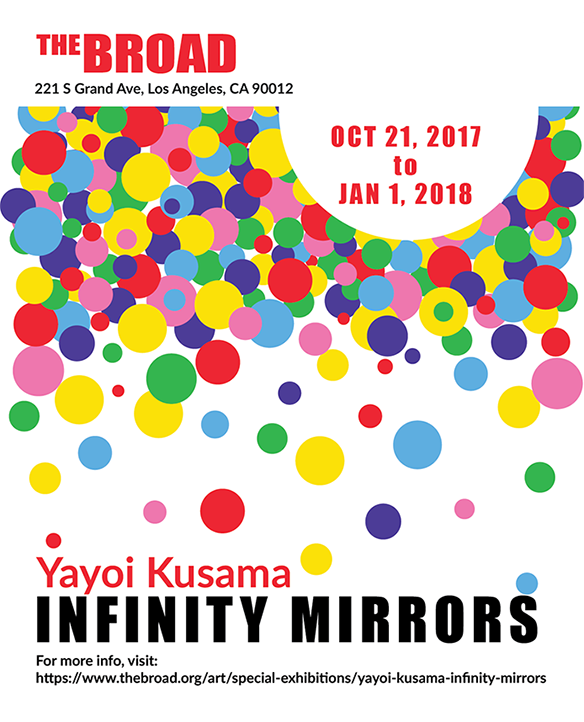 THE BROAD
221 S Grand Ave, Los Angeles, CA 90012
OCT 21, 2017
to
JAN 1, 2018
Yayoi Kusama
INFINITY MIRRORS
For more info, visit:
https://www.thebroad.org/art/special-exhibitions/yayoi-kusama-infinity-mirrors